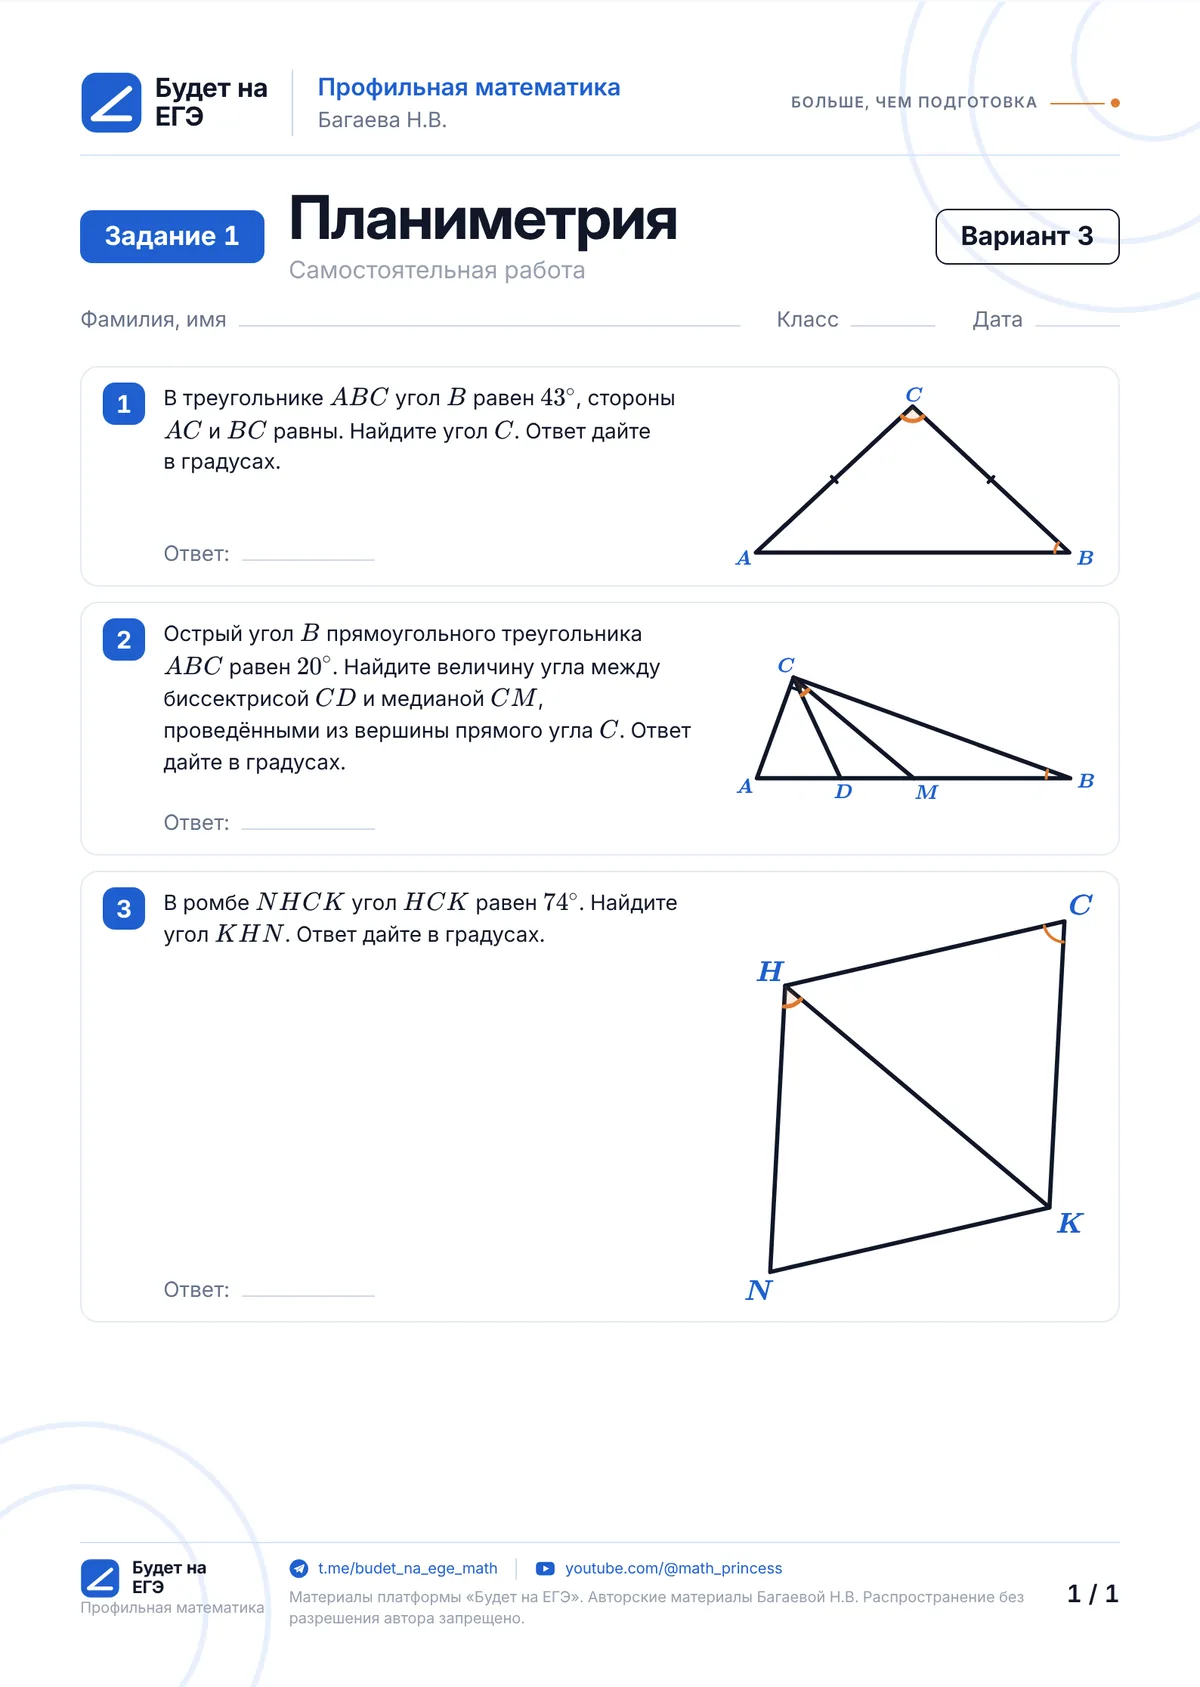 Будет на
ЕГЭ
Профильная математика
Багаева Н.В.
БОЛЬШЕ, ЧЕМ ПОДГОТОВКА
Задание 1
Планиметрия
Самостоятельная работа
Вариант 3
Фамилия, имя
Класс
Дата
1
В треугольнике ABC угол B равен 43°, стороны
AC и BC равны. Найдите угол C. Ответ дайте
в градусах.
Ответ:
C
A
B
2
Острый угол B прямоугольного треугольника
ABC равен 20°. Найдите величину угла между
биссектрисой CD и медианой CM,
проведёнными из вершины прямого угла C. Ответ
дайте в градусах.
Ответ:
C
A
D
M
B
3
В ромбе NHCK угол HCK равен 74°. Найдите
угол KHN. Ответ дайте в градусах.
Ответ:
C
H
K
N
Будет на
ЕГЭ
Профильная математика
t.me/budet_na_ege_math
youtube.com/@math_princess
Материалы платформы «Будет на ЕГЭ». Авторские материалы Багаевой Н.В. Распространение без
разрешения автора запрещено.
1 / 1